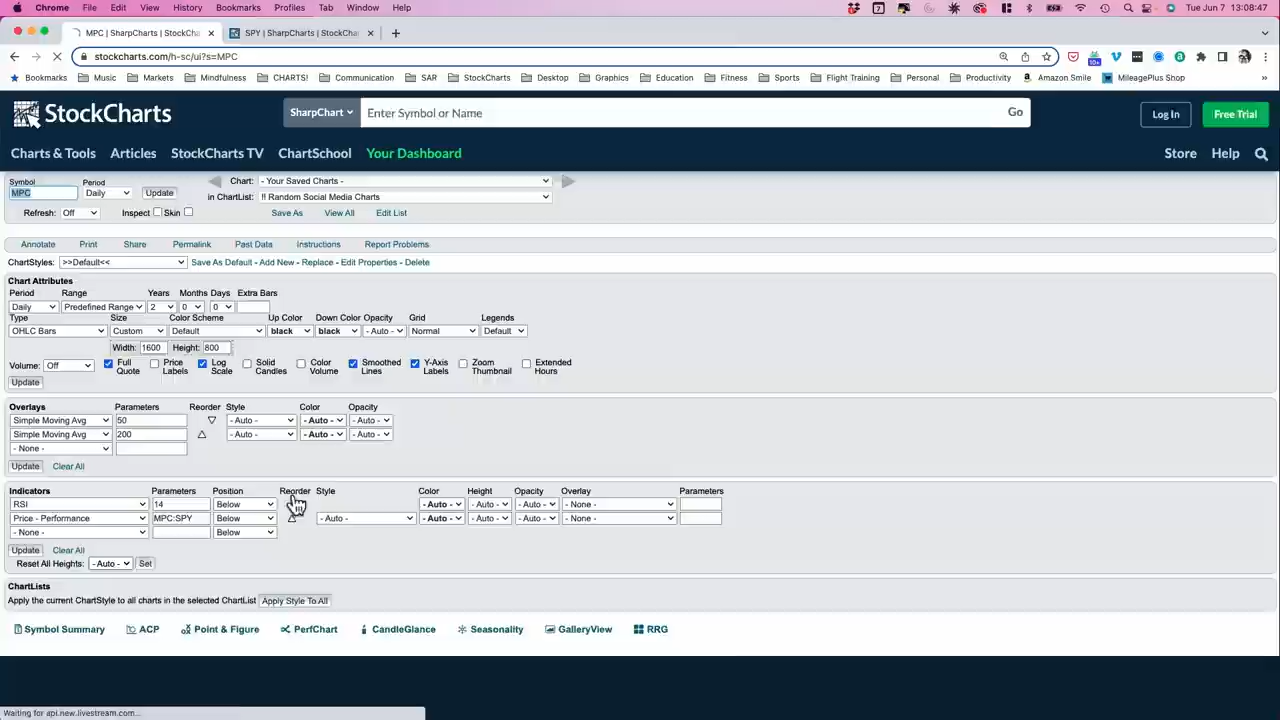 Chrome File Edit View History Bookmarks Profiles Tab Window Help 7 Tue Jun 7 13:08:47
MPC | SharpCharts | StockCha × SPY | SharpCharts | StockChar × +
stockcharts.com/h-sc/ui?s=MPC 10+
Bookmarks Music Markets Mindfulness CHARTS! Communication SAR StockCharts Desktop Graphics Education Fitness Sports Flight Training Personal Productivity Amazon Smile MileagePlus Shop »
StockCharts SharpChart Enter Symbol or Name Go Log In Free Trial
Charts & Tools Articles StockCharts TV ChartSchool Your Dashboard Store Help
Symbol Period Chart: - Your Saved Charts -
MPC Daily Update in ChartList: !! Random Social Media Charts
Refresh: Off Inspect Skin Save As View All Edit List
Annotate Print Share Permalink Past Data Instructions Report Problems
ChartStyles: >>Default<< Save As Default - Add New - Replace - Edit Properties - Delete
Chart Attributes
Period Range Years Months Days Extra Bars
Daily Predefined Range 2 0 0
Type Size Color Scheme Up Color Down Color Opacity Grid Legends
OHLC Bars Custom Default black black - Auto - Normal Default
Width: 1600 Height: 800
Volume: Off Full Quote Price Labels Log Scale Solid Candles Color Volume Smoothed Lines Y-Axis Labels Zoom Thumbnail Extended Hours
Update
Overlays Parameters Reorder Style Color Opacity
Simple Moving Avg 50 - Auto - - Auto - - Auto -
Simple Moving Avg 200 - Auto - - Auto - - Auto -
- None -
Update Clear All
Indicators Parameters Position Reorder Style Color Height Opacity Overlay Parameters
RSI 14 Below - Auto - - Auto - - Auto - - None -
Price - Performance MPC:SPY Below - Auto - - Auto - - Auto - - Auto - - None -
- None - Below
Update Clear All
Reset All Heights: - Auto - Set
ChartLists
Apply the current ChartStyle to all charts in the selected ChartList Apply Style To All
Symbol Summary ACP Point & Figure PerfChart CandleGlance Seasonality GalleryView RRG
Waiting for api.new.livestream.com...